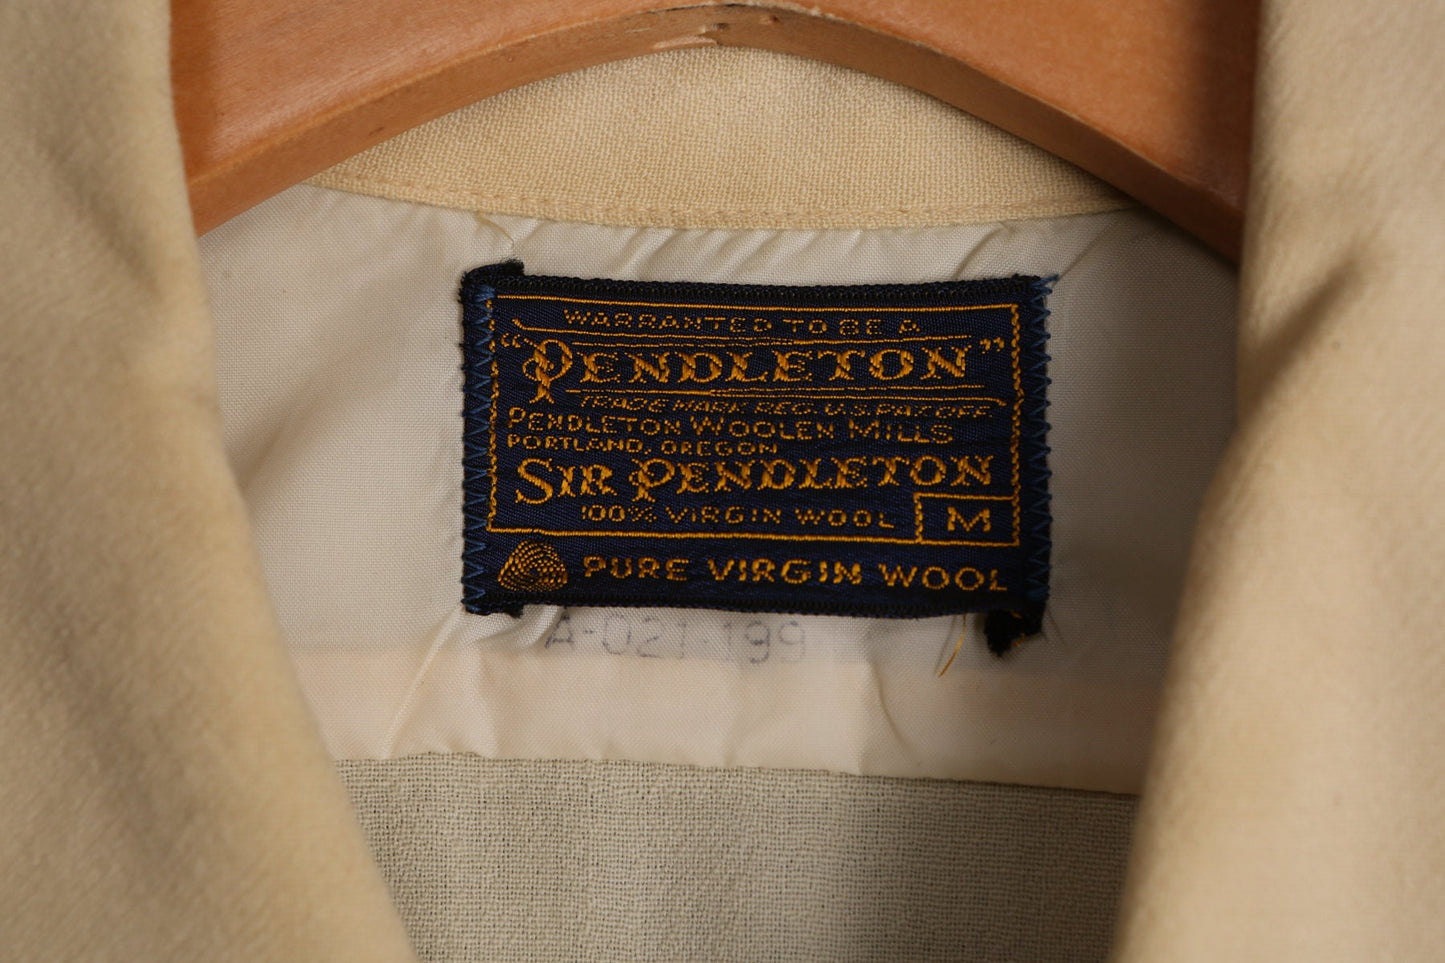 WARRANTED TO BE A
"PENDLETON"
TRADE MARK REG. U.S. PAT. OFF.
PENDLETON WOOLEN MILLS
PORTLAND, OREGON
SIR PENDLETON
100% VIRGIN WOOL M
PURE VIRGIN WOOL
A-021-199